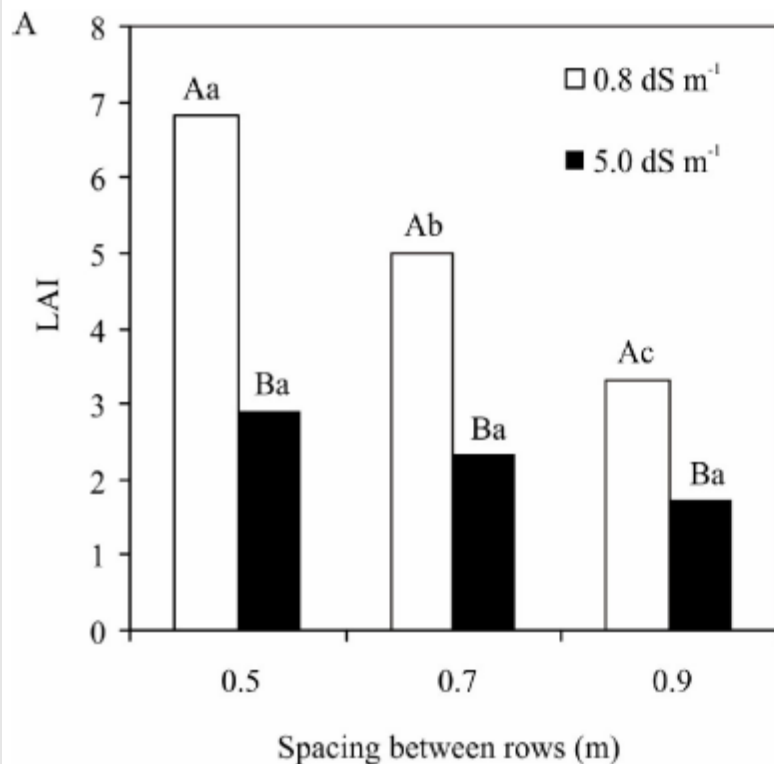 A
8
7
6
5
4
3
2
1
0
LAI
Aa
Ba
Ab
Ba
Ac
Ba
0.8 dS m⁻¹
5.0 dS m⁻¹
0.5 0.7 0.9
Spacing between rows (m)